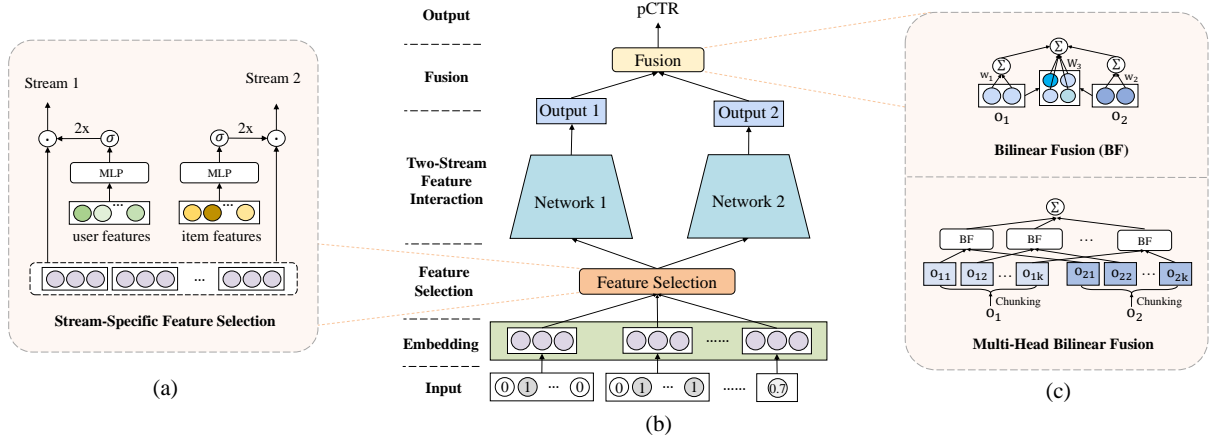 Stream 1
Stream 2
2x
σ
σ
2x
MLP
MLP
...
...
user features
item features
...
Stream-Specific Feature Selection
(a)
Output
pCTR
Fusion
Fusion
Output 1
Output 2
Two-Stream
Feature
Interaction
Network 1
Network 2
Feature
Selection
Feature Selection
Embedding
......
Input
0 1 ... 0
0 1 ... 1
......
0.7
(b)
Σ
Σ
Σ
w₁
W₃
w₂
o₁
o₂
Bilinear Fusion (BF)
Σ
BF
BF
...
BF
o₁₁ o₁₂ ... o₁ₖ
o₂₁ o₂₂ ... o₂ₖ
Chunking
Chunking
o₁
o₂
Multi-Head Bilinear Fusion
(c)